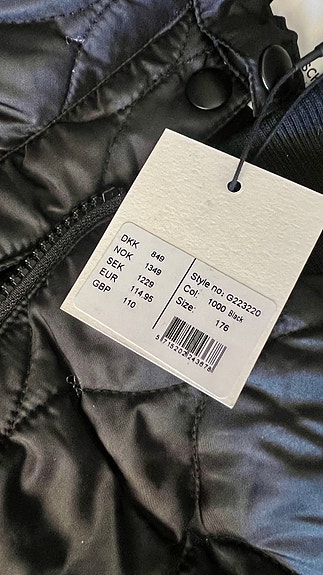 DKK 849
NOK 1349
SEK 1229
EUR 114.95
GBP 110
Style no: G223220
Col: 1000 Black
Size: 176